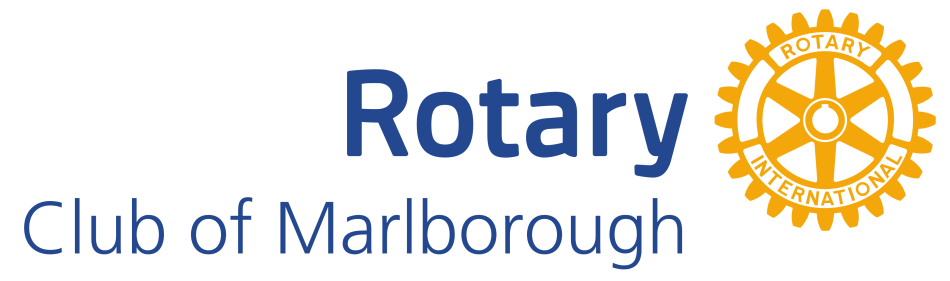 Rotary
Club of Marlborough
ROTARY
INTERNATIONAL